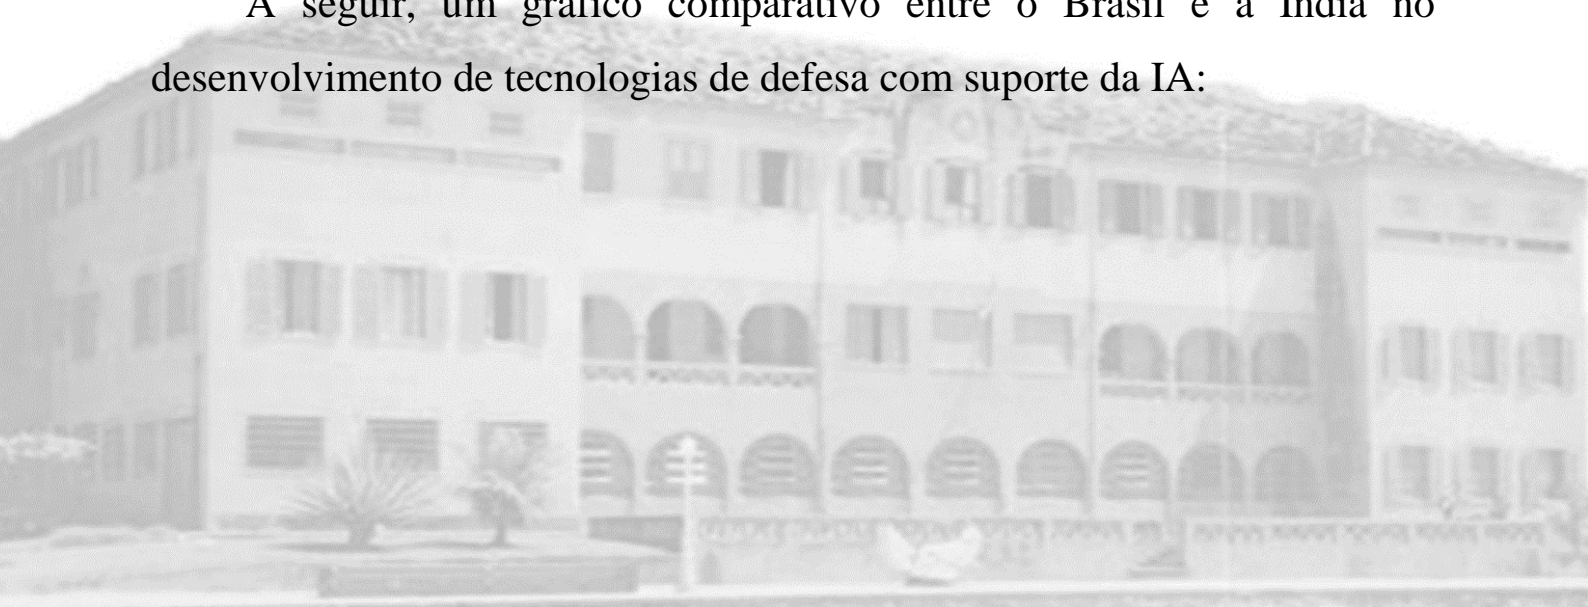 A seguir, um gráfico comparativo entre o Brasil e a Índia no
desenvolvimento de tecnologias de defesa com suporte da IA: